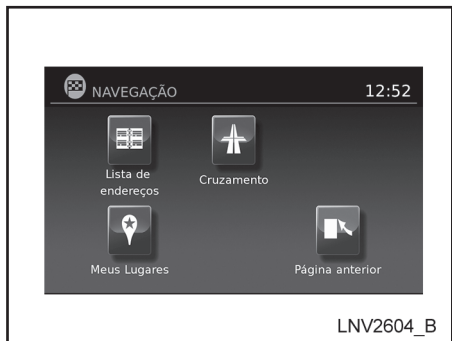 NAVEGAÇÃO 12:52
Lista de
endereços
Cruzamento
Meus Lugares
Página anterior
LNV2604_B